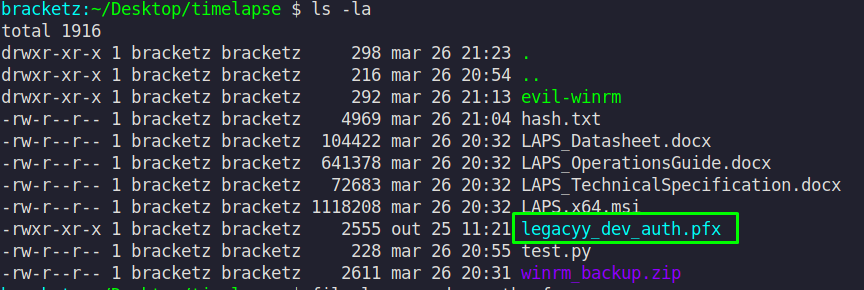 bracketz:~/Desktop/timelapse $ ls -la
total 1916
drwxr-xr-x 1 bracketz bracketz 298 mar 26 21:23 .
drwxr-xr-x 1 bracketz bracketz 216 mar 26 20:54 ..
drwxr-xr-x 1 bracketz bracketz 292 mar 26 21:13 evil-winrm
-rw-r--r-- 1 bracketz bracketz 4969 mar 26 21:04 hash.txt
-rw-r--r-- 1 bracketz bracketz 104422 mar 26 20:32 LAPS_Datasheet.docx
-rw-r--r-- 1 bracketz bracketz 641378 mar 26 20:32 LAPS_OperationsGuide.docx
-rw-r--r-- 1 bracketz bracketz 72683 mar 26 20:32 LAPS_TechnicalSpecification.docx
-rw-r--r-- 1 bracketz bracketz 1118208 mar 26 20:32 LAPS.x64.msi
-rwxr-xr-x 1 bracketz bracketz 2555 out 25 11:21 legacyy_dev_auth.pfx
-rw-r--r-- 1 bracketz bracketz 228 mar 26 20:55 test.py
-rw-r--r-- 1 bracketz bracketz 2611 mar 26 20:31 winrm_backup.zip